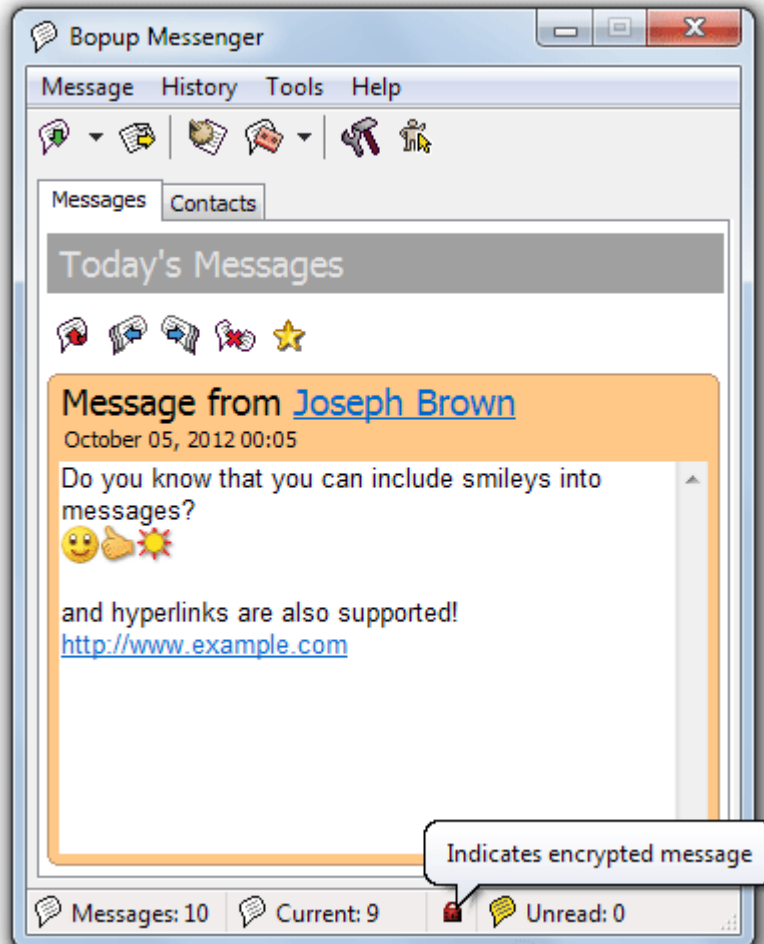 Bopup Messenger
Message History Tools Help
Messages Contacts
Today's Messages
Message from Joseph Brown
October 05, 2012 00:05
Do you know that you can include smileys into
messages?
and hyperlinks are also supported!
http://www.example.com
Indicates encrypted message
Messages: 10 Current: 9 Unread: 0